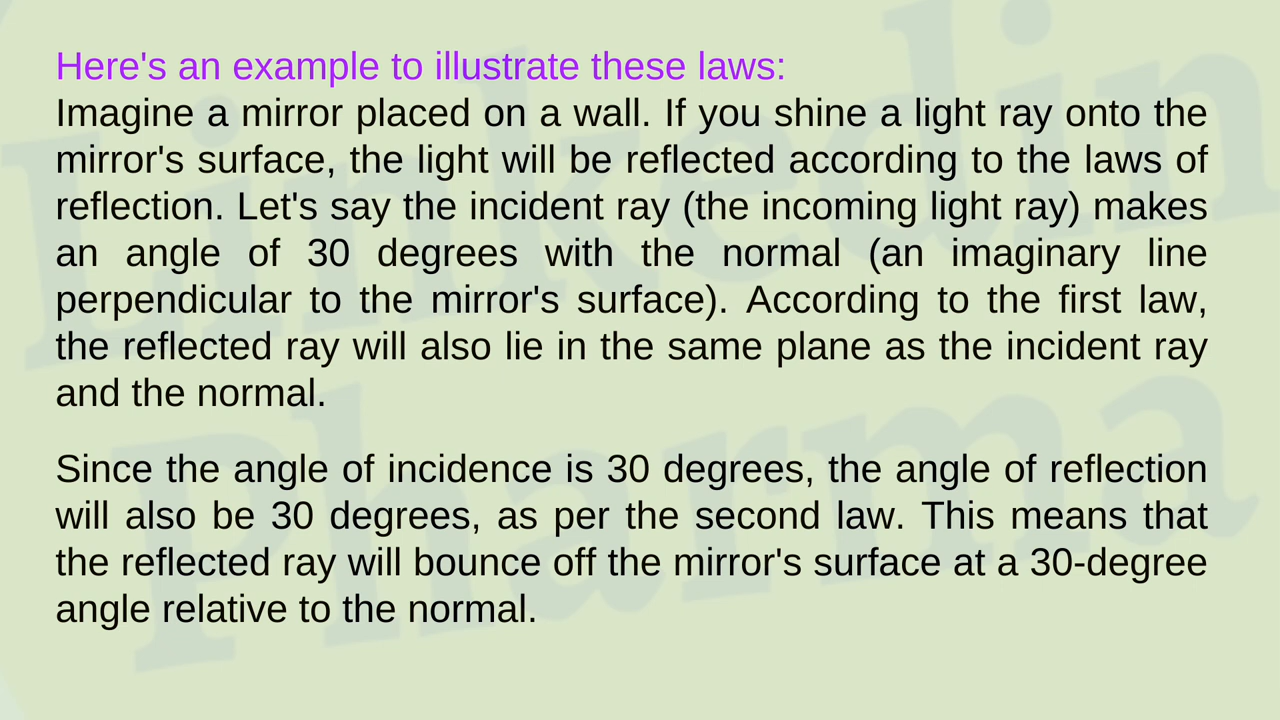 Here's an example to illustrate these laws:
Imagine a mirror placed on a wall. If you shine a light ray onto the
mirror's surface, the light will be reflected according to the laws of
reflection. Let's say the incident ray (the incoming light ray) makes
an angle of 30 degrees with the normal (an imaginary line
perpendicular to the mirror's surface). According to the first law,
the reflected ray will also lie in the same plane as the incident ray
and the normal.
Since the angle of incidence is 30 degrees, the angle of reflection
will also be 30 degrees, as per the second law. This means that
the reflected ray will bounce off the mirror's surface at a 30-degree
angle relative to the normal.
Linkedin
Pharma